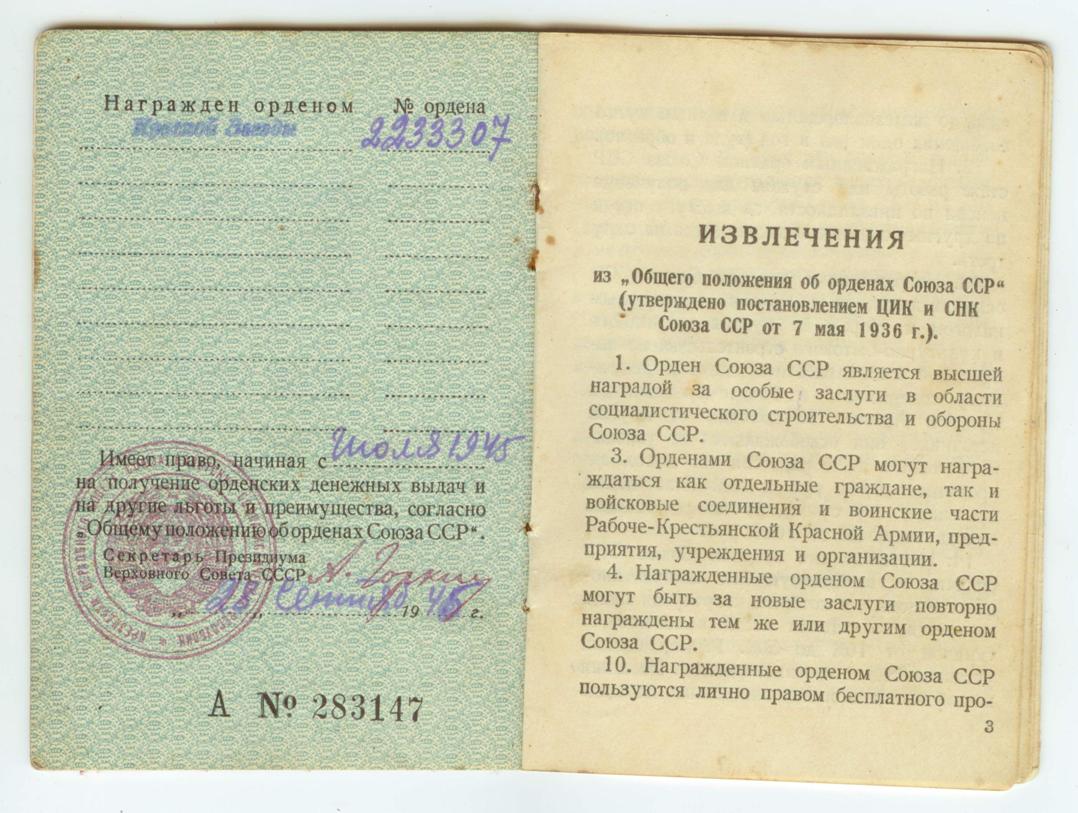 Награжден орденом № ордена
Красной Звезды 2233307
Имеет право, начиная с Июля 1945
на получение орденских денежных выдач и
на другие льготы и преимущества, согласно
„Общему положению об орденах Союза ССР“.
Секретарь Президиума
Верховного Совета СССР А. Горкин
„ 28 „ 1945 г.
А № 283147
ИЗВЛЕЧЕНИЯ
из „Общего положения об орденах Союза ССР“
(утверждено постановлением ЦИК и СНК
Союза ССР от 7 мая 1936 г.).
1. Орден Союза ССР является высшей
наградой за особые заслуги в области
социалистического строительства и обороны
Союза ССР.
3. Орденами Союза ССР могут награ-
ждаться как отдельные граждане, так и
войсковые соединения и воинские части
Рабоче-Крестьянской Красной Армии, пред-
приятия, учреждения и организации.
4. Награжденные орденом Союза ССР
могут быть за новые заслуги повторно
награждены тем же или другим орденом
Союза ССР.
10. Награжденные орденом Союза ССР
пользуются лично правом бесплатного про-
3